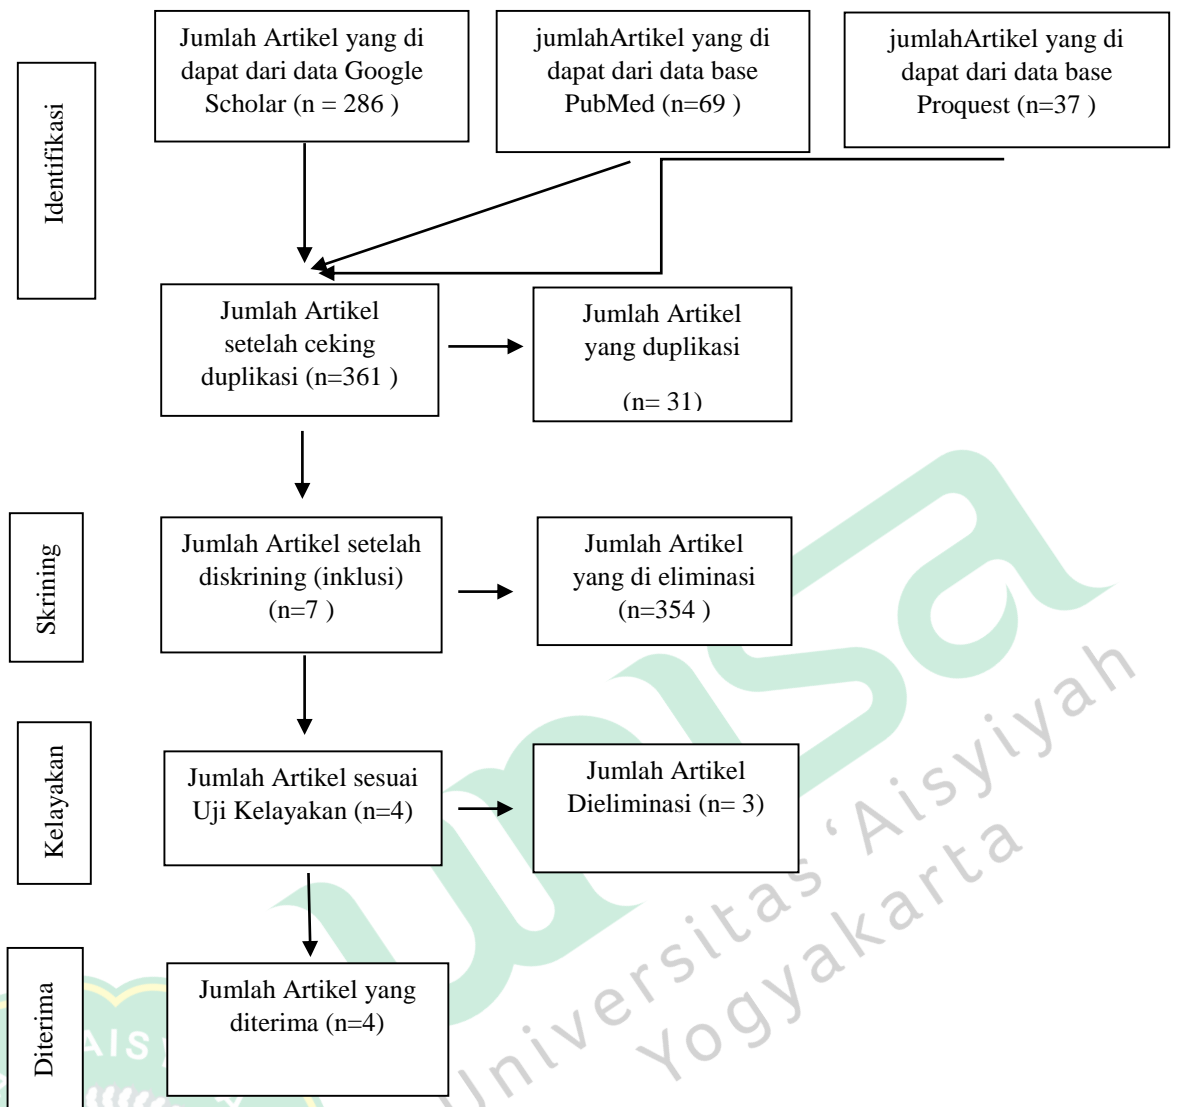 Identifikasi
Jumlah Artikel yang di
dapat dari data Google
Scholar (n = 286 )
jumlahArtikel yang di
dapat dari data base
PubMed (n=69 )
jumlahArtikel yang di
dapat dari data base
Proquest (n=37 )
Jumlah Artikel
setelah ceking
duplikasi (n=361 )
Jumlah Artikel
yang duplikasi
(n= 31)
Skrining
Jumlah Artikel setelah
diskrining (inklusi)
(n=7 )
Jumlah Artikel
yang di eliminasi
(n=354 )
Kelayakan
Jumlah Artikel sesuai
Uji Kelayakan (n=4)
Jumlah Artikel
Dieliminasi (n= 3)
Diterima
Jumlah Artikel yang
diterima (n=4)
unisa
Universitas ‘Aisyiyah
Yogyakarta